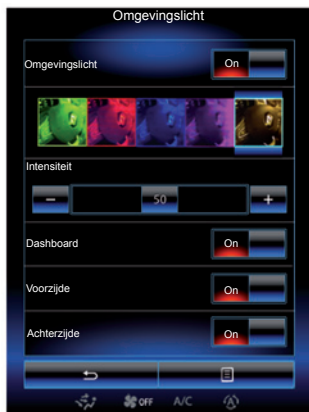 Omgevingslicht
Omgevingslicht On
Intensiteit
− 50 +
Dashboard On
Voorzijde On
Achterzijde On
OFF A/C